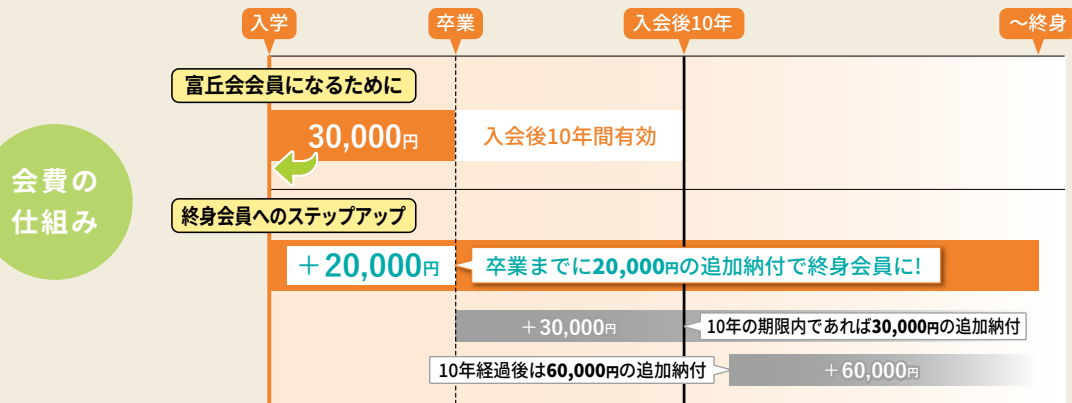 入学
卒業
入会後10年
～終身
富丘会会員になるために
30,000円
入会後10年間有効
会費の
仕組み
終身会員へのステップアップ
＋20,000円
卒業までに20,000円の追加納付で終身会員に!
＋30,000円
10年の期限内であれば30,000円の追加納付
10年経過後は60,000円の追加納付
＋60,000円